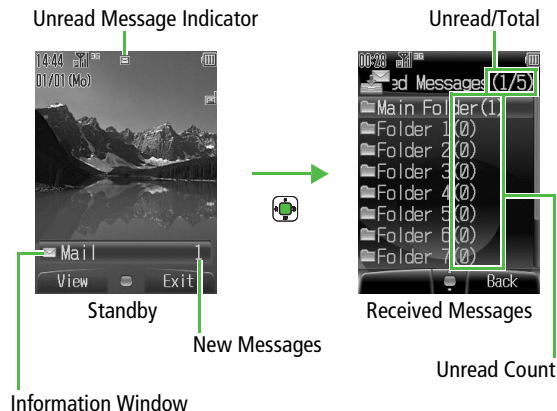 Unread Message Indicator
Unread/Total
14:44
01/01(Mo)
Mail 1
View Exit
Standby
New Messages
Information Window
00:28
ed Messages(1/5)
Main Folder(1)
Folder 1(0)
Folder 2(0)
Folder 3(0)
Folder 4(0)
Folder 5(0)
Folder 6(0)
Folder 7(0)
Back
Received Messages
Unread Count